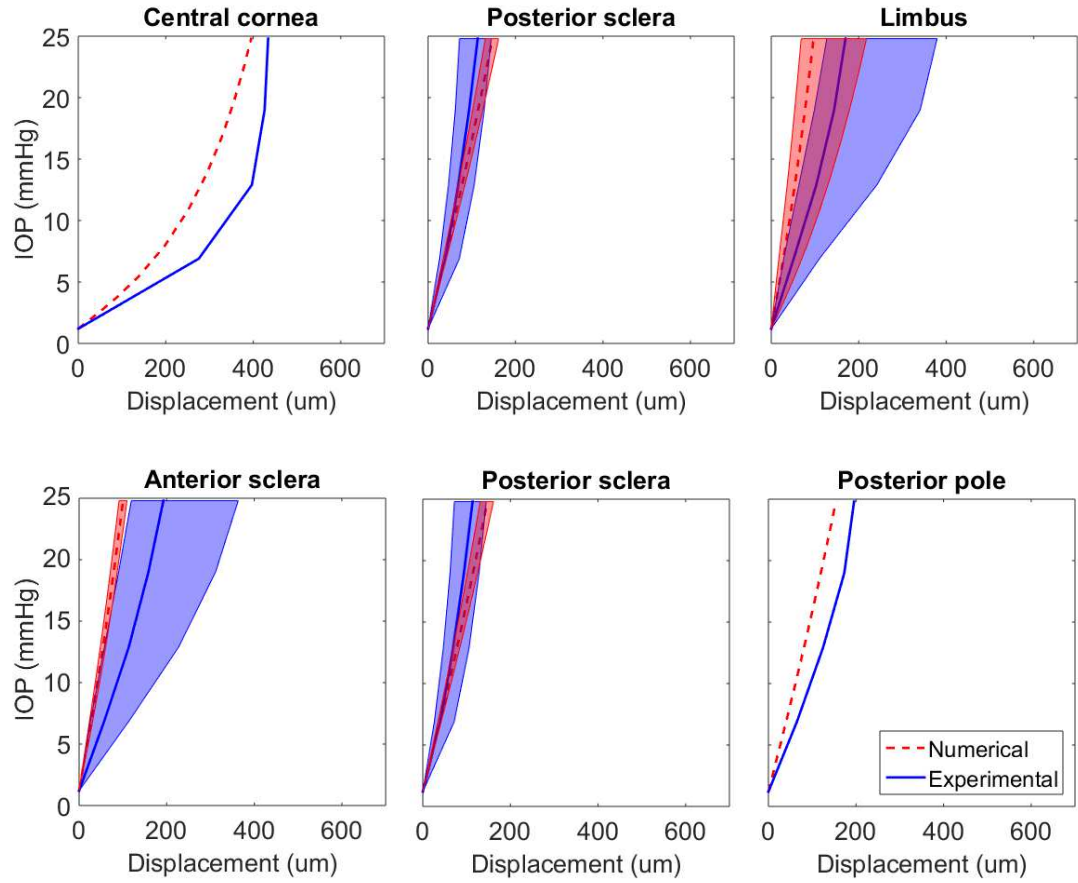 Central cornea
Posterior sclera
Limbus
25
20
15
10
5
0
IOP (mmHg)
0 200 400 600
Displacement (um)
0 200 400 600
Displacement (um)
0 200 400 600
Displacement (um)
Anterior sclera
Posterior sclera
Posterior pole
25
20
15
10
5
0
IOP (mmHg)
Numerical
Experimental
0 200 400 600
Displacement (um)
0 200 400 600
Displacement (um)
0 200 400 600
Displacement (um)